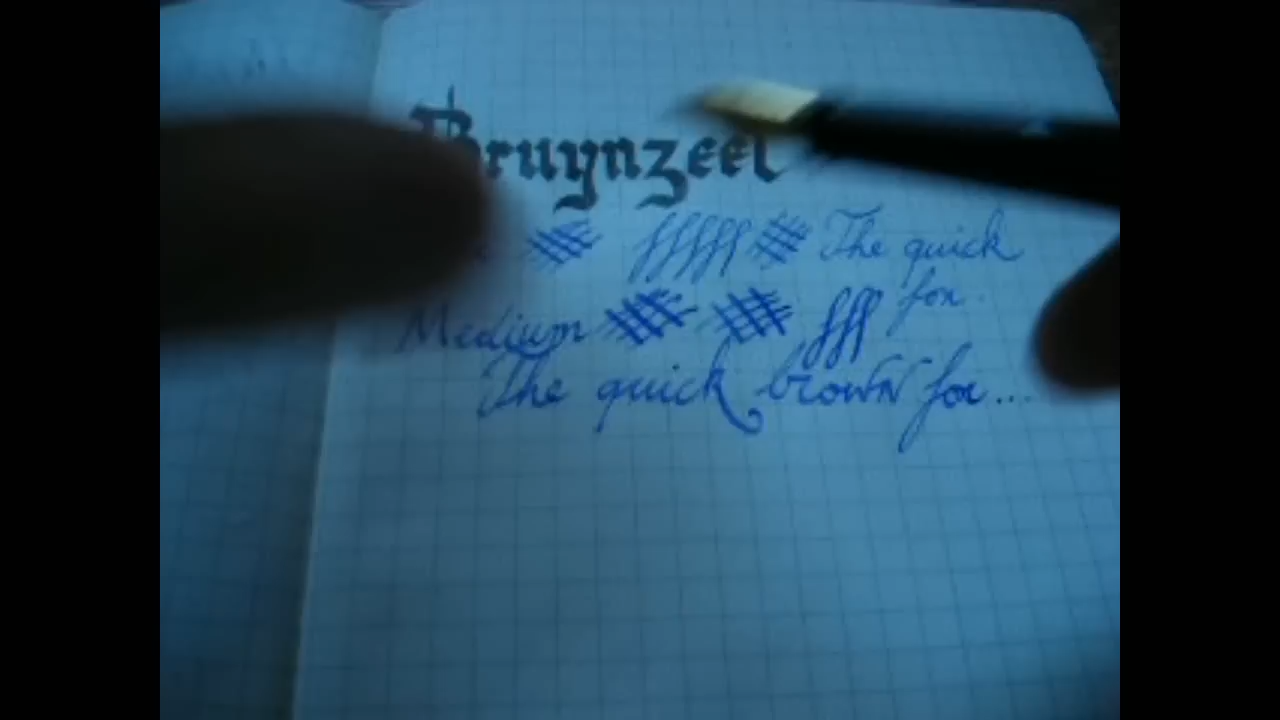 Bruynzeel
The quick
fox.
Medium
The quick brown fox...